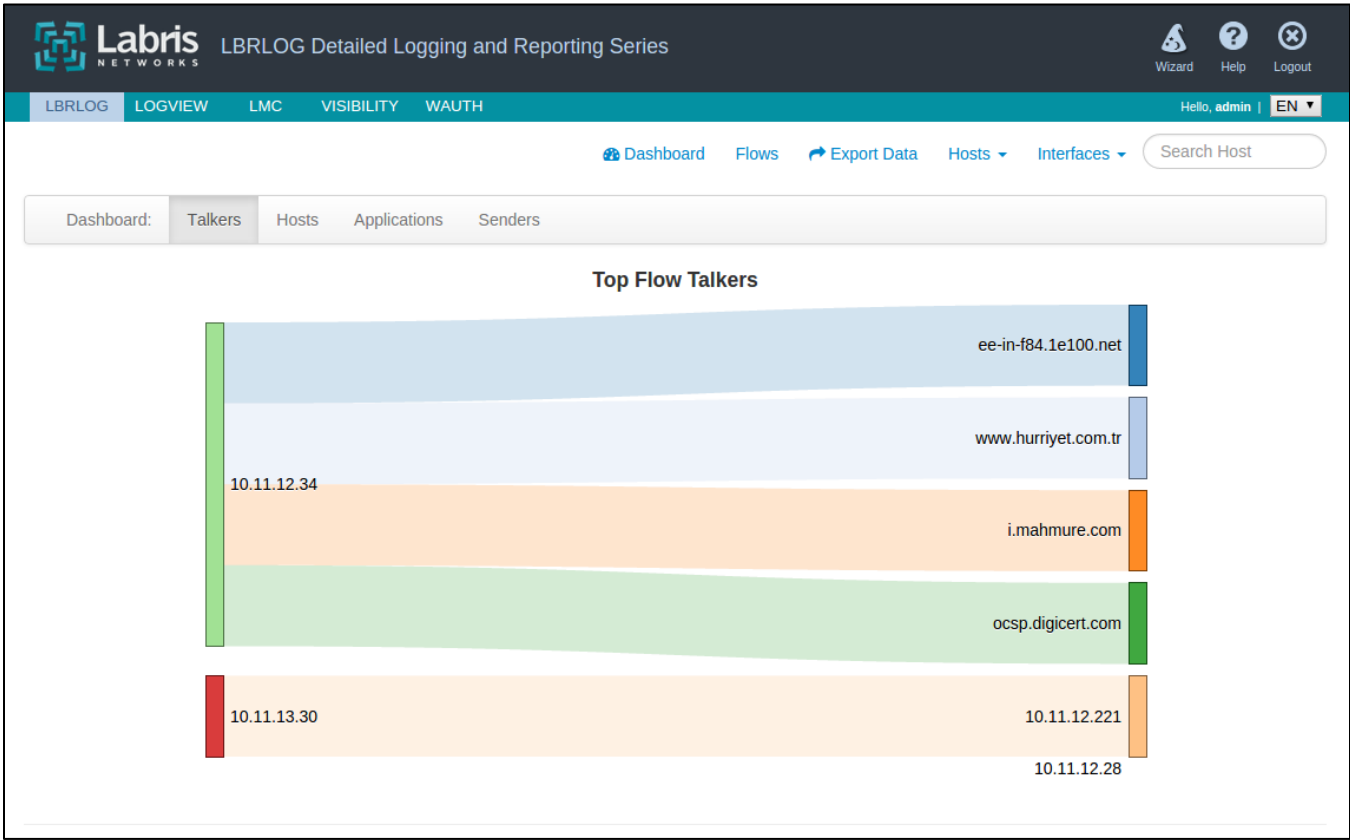 Labris
NETWORKS
LBRLOG Detailed Logging and Reporting Series
Wizard
Help
Logout
LBRLOG LOGVIEW LMC VISIBILITY WAUTH
Hello, admin | EN
Dashboard Flows Export Data Hosts Interfaces Search Host
Dashboard: Talkers Hosts Applications Senders
Top Flow Talkers
ee-in-f84.1e100.net
www.hurriyet.com.tr
10.11.12.34
i.mahmure.com
ocsp.digicert.com
10.11.13.30
10.11.12.221
10.11.12.28